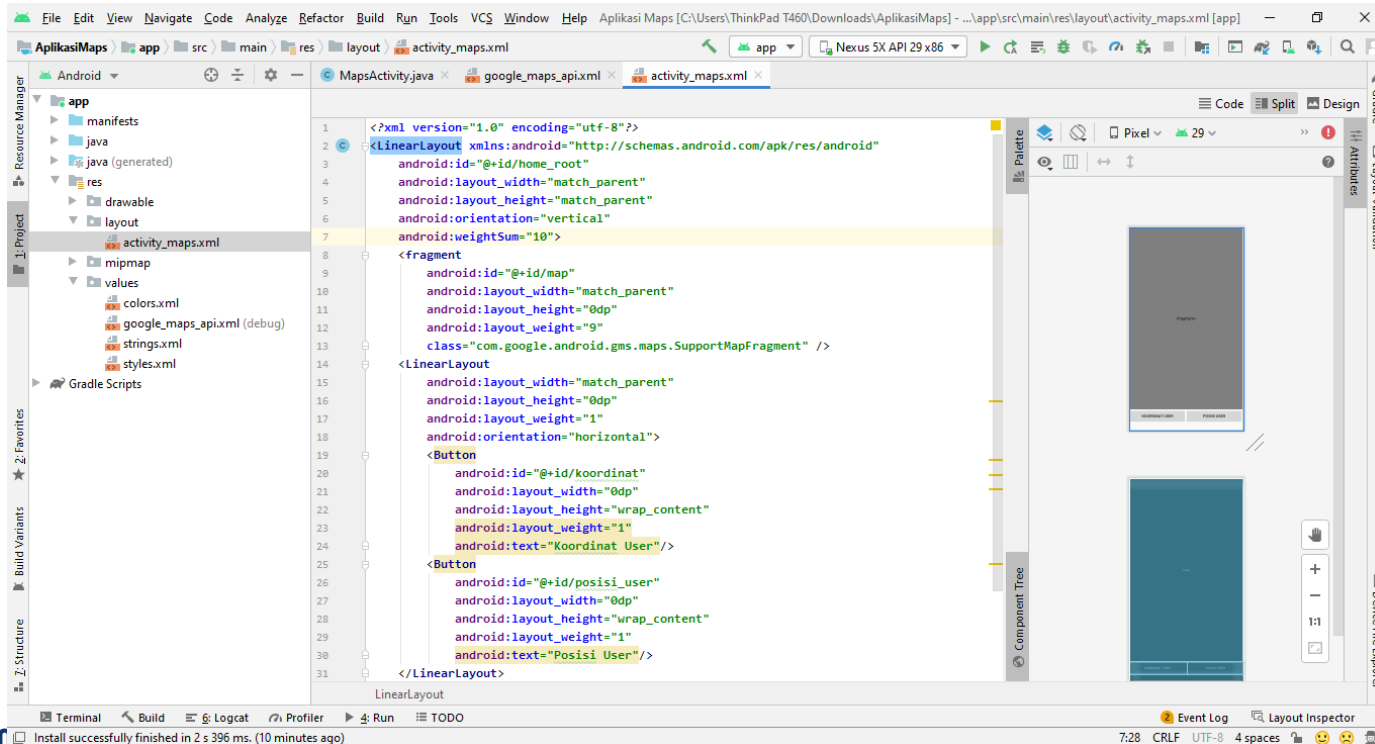 File Edit View Navigate Code Analyze Refactor Build Run Tools VCS Window Help Aplikasi Maps [C:\Users\ThinkPad T460\Downloads\AplikasiMaps] - ...\app\src\main\res\layout\activity_maps.xml [app]
AplikasiMaps app src main res layout activity_maps.xml app Nexus 5X API 29 x86
Android
MapsActivity.java google_maps_api.xml activity_maps.xml
Code Split Design
Resource Manager
1: Project
2: Favorites
Build Variants
7: Structure
app
manifests
java
java (generated)
res
drawable
layout
activity_maps.xml
mipmap
values
colors.xml
google_maps_api.xml (debug)
strings.xml
styles.xml
Gradle Scripts
1 <?xml version="1.0" encoding="utf-8"?>
2 <LinearLayout xmlns:android="http://schemas.android.com/apk/res/android"
3 android:id="@+id/home_root"
4 android:layout_width="match_parent"
5 android:layout_height="match_parent"
6 android:orientation="vertical"
7 android:weightSum="10">
8 <fragment
9 android:id="@+id/map"
10 android:layout_width="match_parent"
11 android:layout_height="0dp"
12 android:layout_weight="9"
13 class="com.google.android.gms.maps.SupportMapFragment" />
14 <LinearLayout
15 android:layout_width="match_parent"
16 android:layout_height="0dp"
17 android:layout_weight="1"
18 android:orientation="horizontal">
19 <Button
20 android:id="@+id/koordinat"
21 android:layout_width="0dp"
22 android:layout_height="wrap_content"
23 android:layout_weight="1"
24 android:text="Koordinat User"/>
25 <Button
26 android:id="@+id/posisi_user"
27 android:layout_width="0dp"
28 android:layout_height="wrap_content"
29 android:layout_weight="1"
30 android:text="Posisi User"/>
31 </LinearLayout>
LinearLayout
Palette
Component Tree
Pixel 29
Attributes
KOORDINAT USER POSISI USER
1:1
Terminal Build 6: Logcat Profiler 4: Run TODO 2 Event Log Layout Inspector
Install successfully finished in 2 s 396 ms. (10 minutes ago) 7:28 CRLF UTF-8 4 spaces